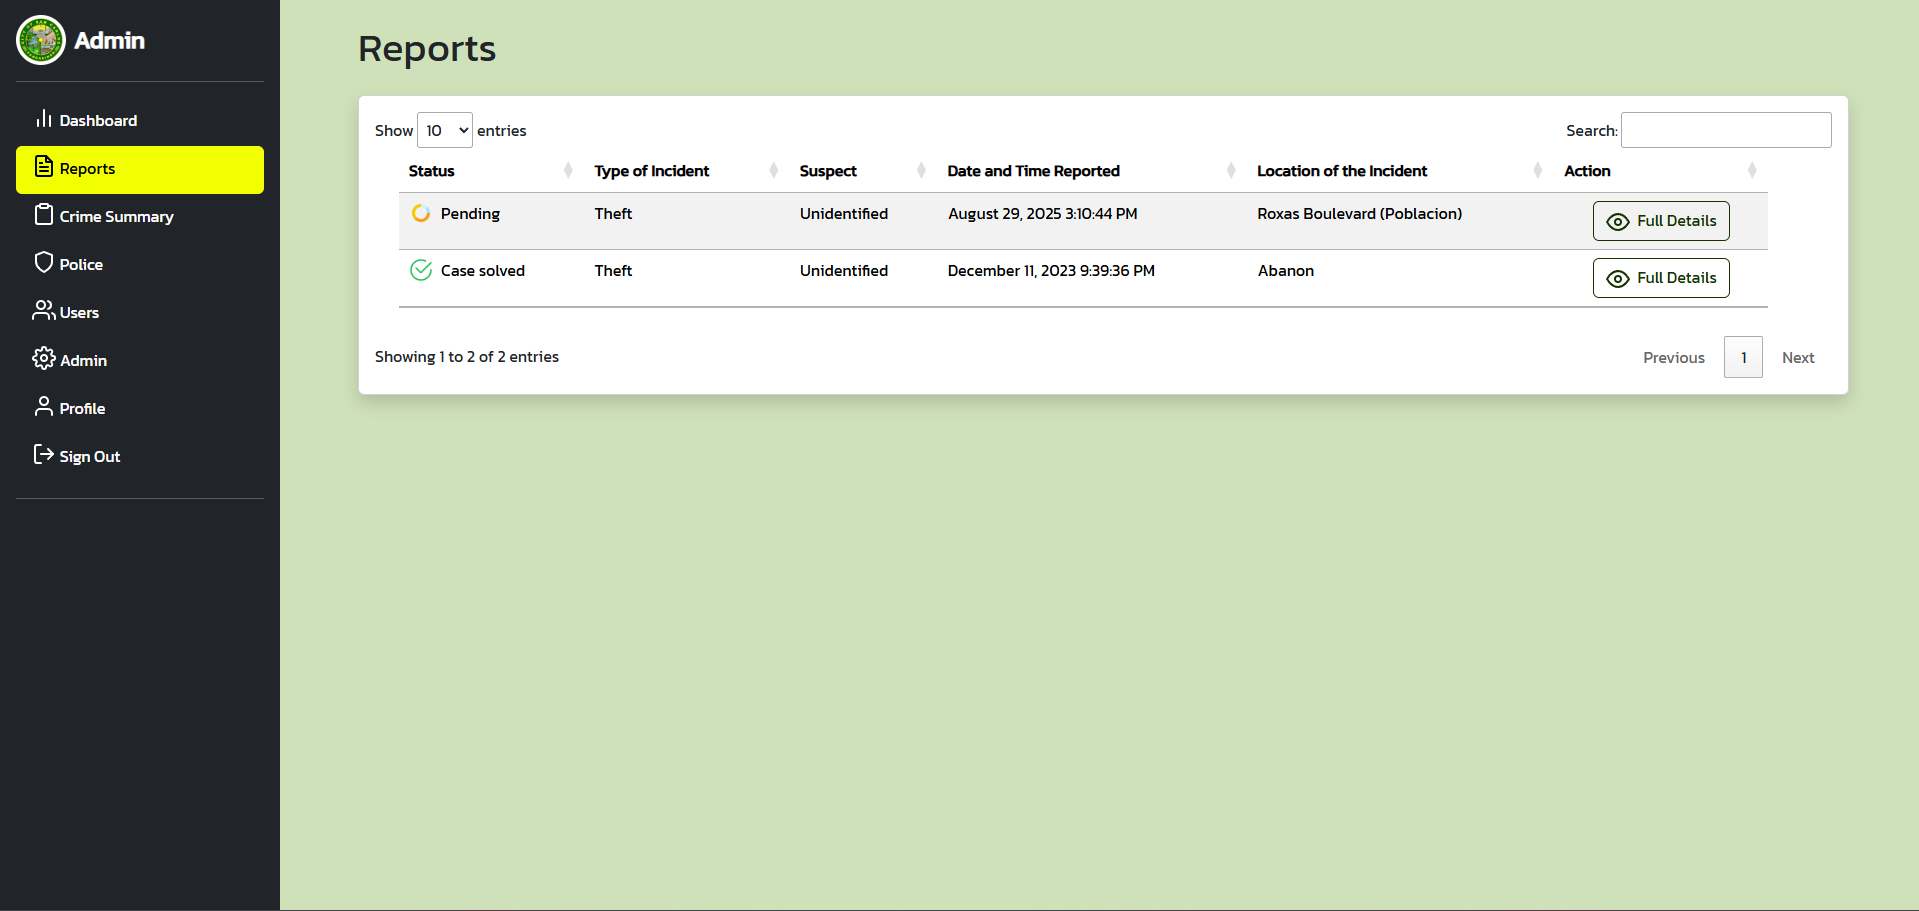 Admin
Dashboard
Reports
Crime Summary
Police
Users
Admin
Profile
Sign Out
Reports
Show 10 entries
Search:
Status Type of Incident Suspect Date and Time Reported Location of the Incident Action
Pending Theft Unidentified August 29, 2025 3:10:44 PM Roxas Boulevard (Poblacion) Full Details
Case solved Theft Unidentified December 11, 2023 9:39:36 PM Abanon Full Details
Showing 1 to 2 of 2 entries
Previous 1 Next